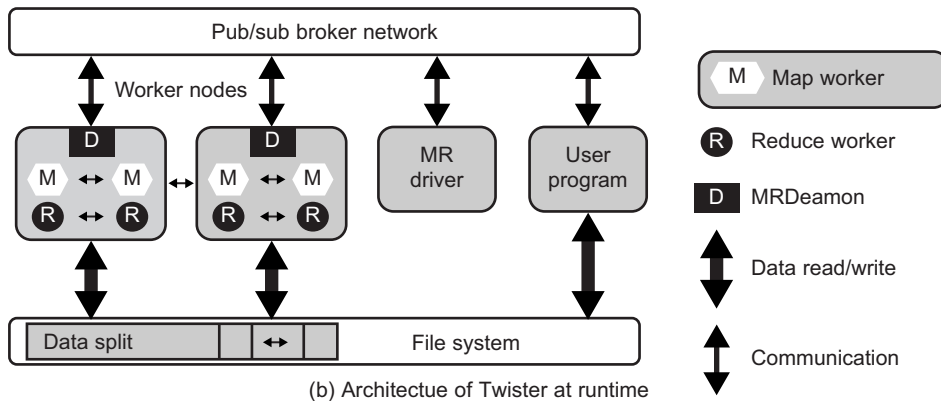 Pub/sub broker network
Worker nodes
D
D
M M
M M
R R
R R
MR
driver
User
program
Data split
File system
(b) Architectue of Twister at runtime
M Map worker
R Reduce worker
D MRDeamon
Data read/write
Communication